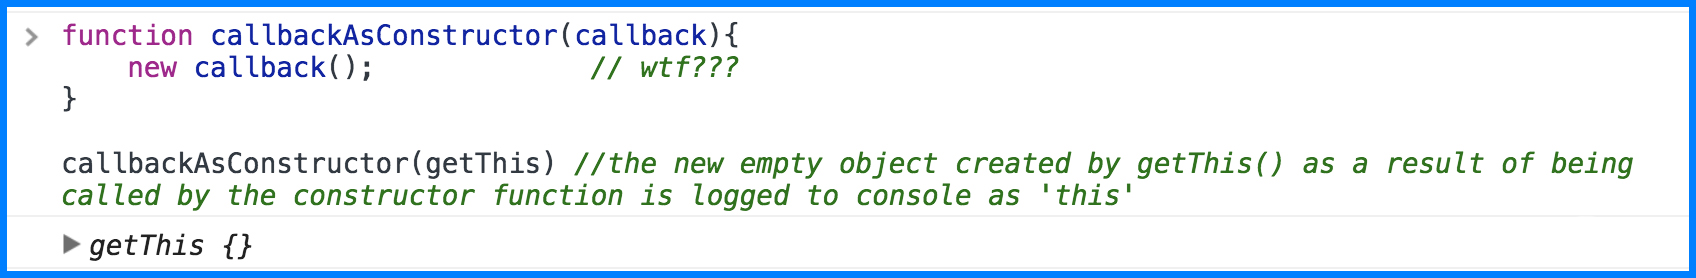 function callbackAsConstructor(callback){
new callback(); // wtf???
}
callbackAsConstructor(getThis) //the new empty object created by getThis() as a result of being
called by the constructor function is logged to console as 'this'
getThis {}